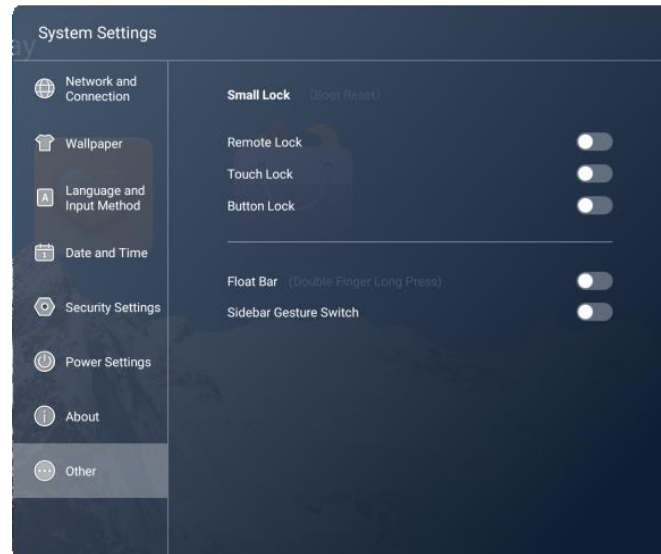 System Settings
Network and
Connection
Wallpaper
Language and
Input Method
Date and Time
Security Settings
Power Settings
About
Other
Small Lock (Boot Reset)
Remote Lock
Touch Lock
Button Lock
Float Bar (Double Finger Long Press)
Sidebar Gesture Switch